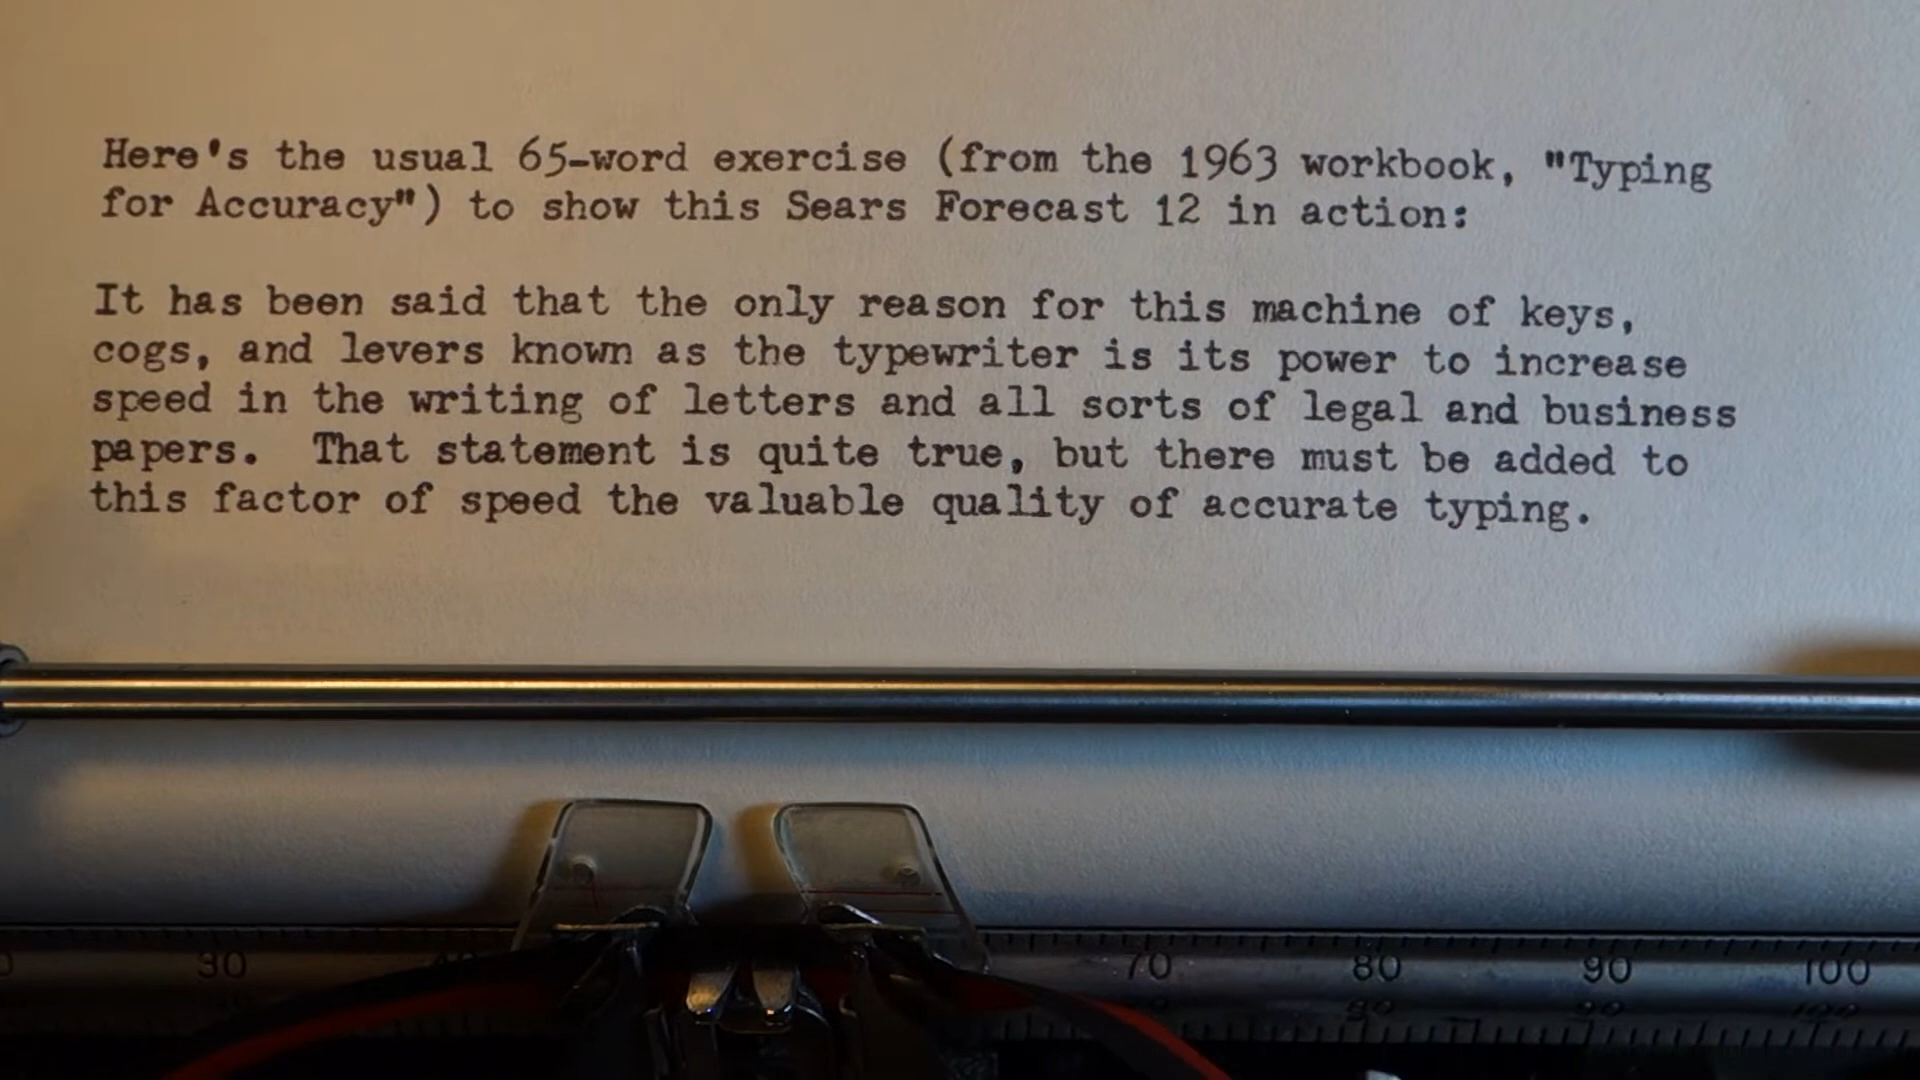 Here's the usual 65-word exercise (from the 1963 workbook, "Typing
for Accuracy") to show this Sears Forecast 12 in action:
It has been said that the only reason for this machine of keys,
cogs, and levers known as the typewriter is its power to increase
speed in the writing of letters and all sorts of legal and business
papers.  That statement is quite true, but there must be added to
this factor of speed the valuable quality of accurate typing.
30 70 80 90 100